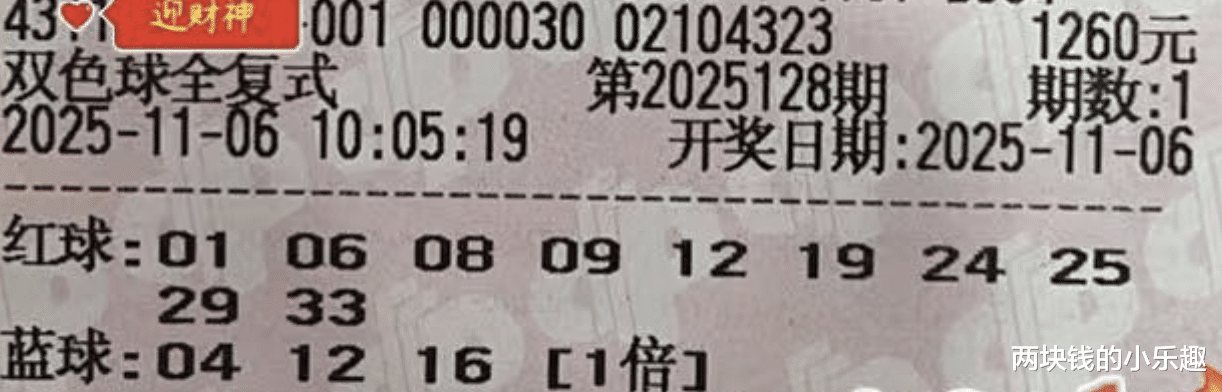 迎财神
001 000030 02104323 1260元
双色球全复式 第2025128期 期数:1
2025-11-06 10:05:19 开奖日期:2025-11-06
红球:01 06 08 09 12 19 24 25
29 33
蓝球:04 12 16 [1倍]
两块钱的小乐趣